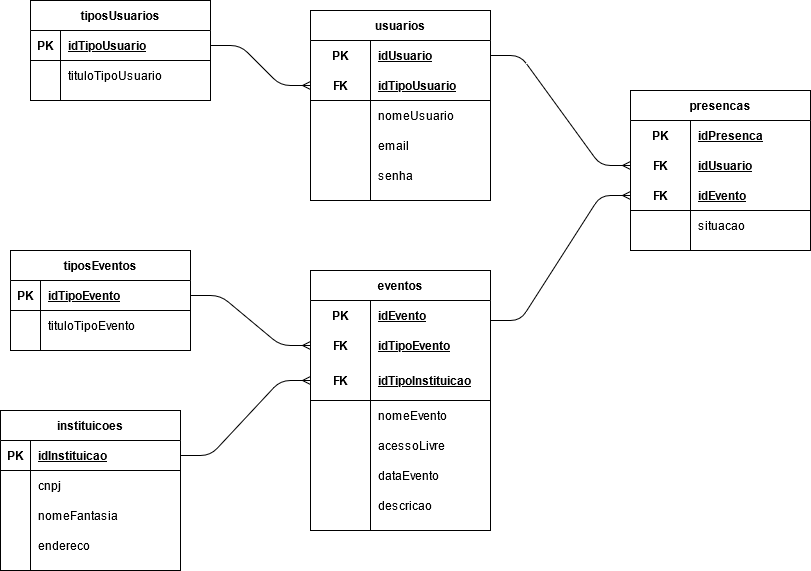 tiposUsuarios
PK idTipoUsuario
tituloTipoUsuario
usuarios
PK idUsuario
FK idTipoUsuario
nomeUsuario
email
senha
presencas
PK idPresenca
FK idUsuario
FK idEvento
situacao
tiposEventos
PK idTipoEvento
tituloTipoEvento
eventos
PK idEvento
FK idTipoEvento
FK idTipoInstituicao
nomeEvento
acessoLivre
dataEvento
descricao
instituicoes
PK idInstituicao
cnpj
nomeFantasia
endereco